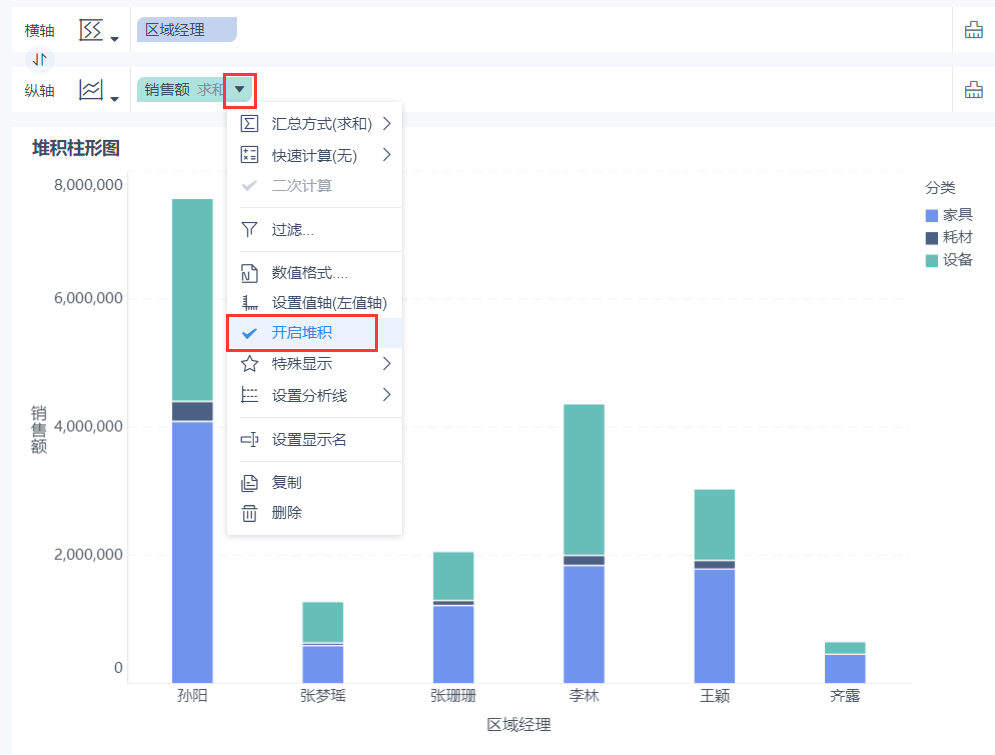 横轴
区域经理
纵轴
销售额 求和
汇总方式(求和)
快速计算(无)
二次计算
过滤...
数值格式....
设置值轴(左值轴)
开启堆积
特殊显示
设置分析线
设置显示名
复制
删除
堆积柱形图
8,000,000
6,000,000
4,000,000
2,000,000
0
销售额
孙阳
张梦瑶
张珊珊
李林
王颖
齐露
区域经理
分类
家具
耗材
设备